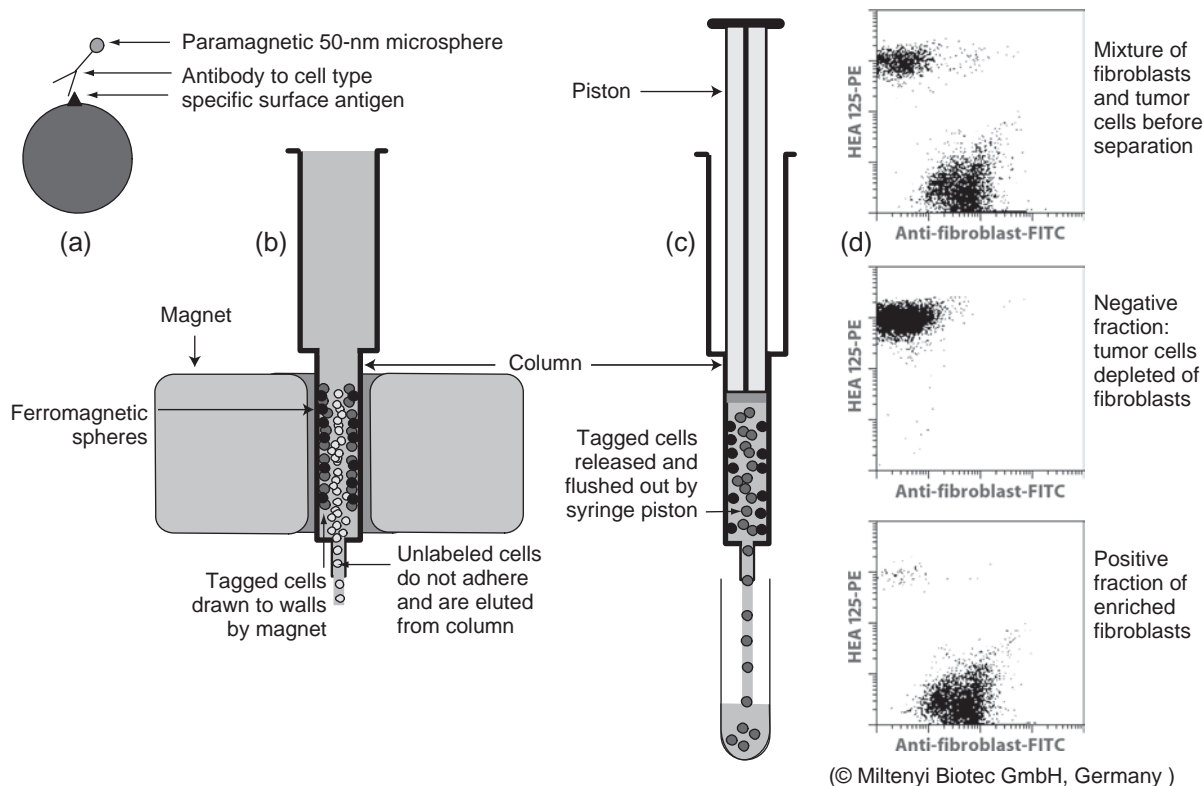 Paramagnetic 50-nm microsphere
Antibody to cell type
specific surface antigen
(a)
(b)
Magnet
Ferromagnetic
spheres
Column
Tagged cells
drawn to walls
by magnet
Unlabeled cells
do not adhere
and are eluted
from column
Piston
(c)
Tagged cells
released and
flushed out by
syringe piston
(d)
HEA 125-PE
Anti-fibroblast-FITC
Mixture of
fibroblasts
and tumor
cells before
separation
HEA 125-PE
Anti-fibroblast-FITC
Negative
fraction:
tumor cells
depleted of
fibroblasts
HEA 125-PE
Anti-fibroblast-FITC
Positive
fraction of
enriched
fibroblasts
(© Miltenyi Biotec GmbH, Germany )